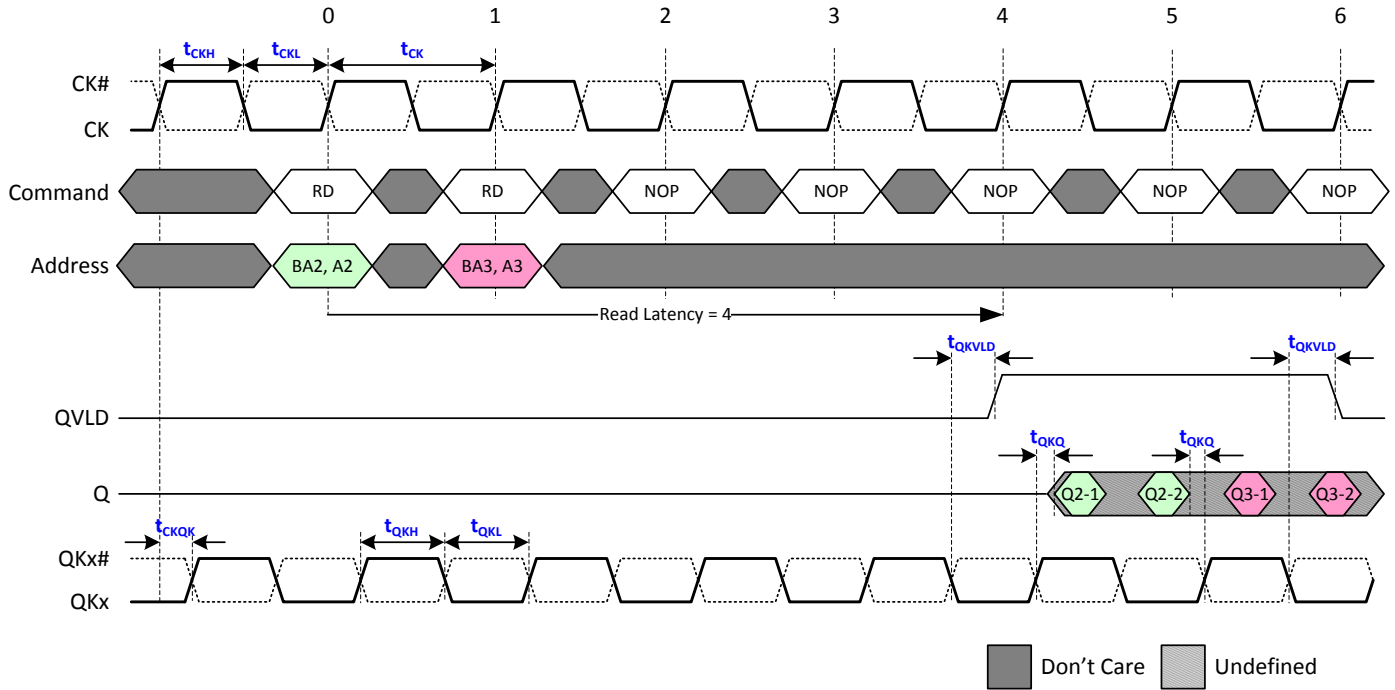 0 1 2 3 4 5 6
tCKH tCKL tCK
CK#
CK
Command RD RD NOP NOP NOP NOP NOP
Address BA2, A2 BA3, A3
Read Latency = 4
tQKVLD tQKVLD
QVLD
tQKQ tQKQ
Q Q2-1 Q2-2 Q3-1 Q3-2
tCKQK tQKH tQKL
QKx#
QKx
Don't Care Undefined